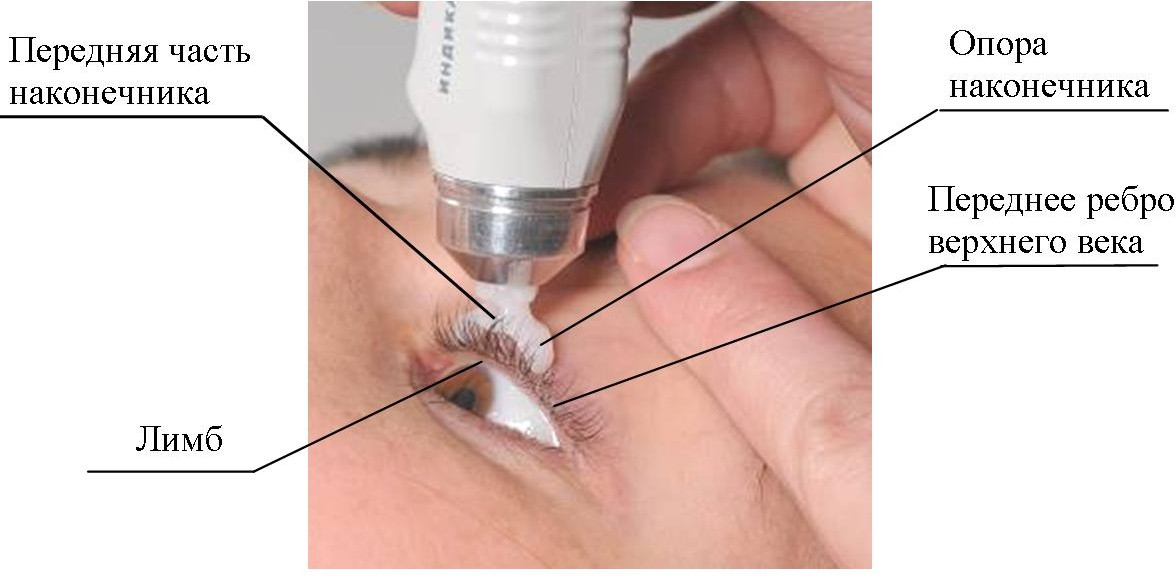 Передняя часть
наконечника
Опора
наконечника
Переднее ребро
верхнего века
Лимб